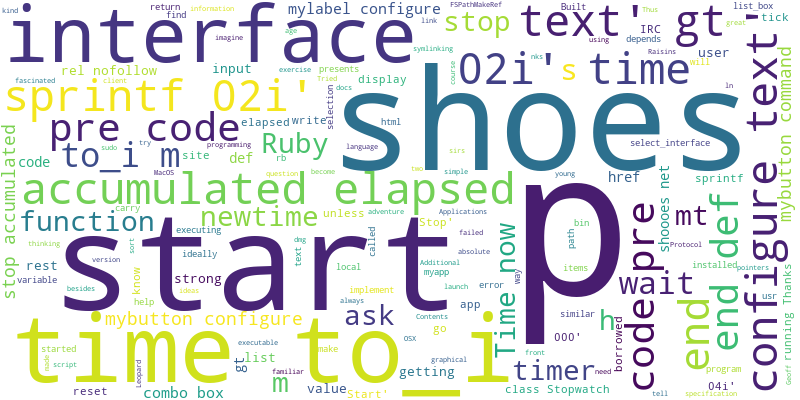 kind
return
find
mylabel configure
Built
IRC
FSPathMakeRef
link
list_box
Thus
information
imagine
age
stop
text' gt
depends
using
Raisins
great
tick
interface
rel nofollow
input
presents
symlinking
exercise
tried
docs
nks
course
ln
user
will
fascinated
client
display
02i'
s
time
sprintf 02i'
pre code
elapsed
write
selection
html
shoes
select_interface
configure text'
mybutton command
to_i m
Ruby
site
def
rb
language
sirs
sprintf
stop accumulated
code
sudo
try
programming
MacOS
question
become
two
simple
young
href
accumulated elapsed
function
newtime
unless
adventure
Stop'
Applications
carry
executing
called
failed
absolute
way
path
bin
items
p
code pre
shoooes net
mt
end def
Protocol
installed
pointers
usr
thinking
version
ideally
text
dmg
local
Additional
myapp
launch
error
start
Time now
rest
variable
sort
know
strong
besides
ideas
help
implement
always
Contents
app
similar
wait
end
program
running
Thanks
Geoff
mybutton configure
ask
go
executable
osx
graphical
front
000'
h
borrowed
started
made
script
Leopard
list
gt
familiar
make
getting
need
timer
time to_i
reset
combo box
m
value
Start'
class Stopwatch
tell
04i'
specification